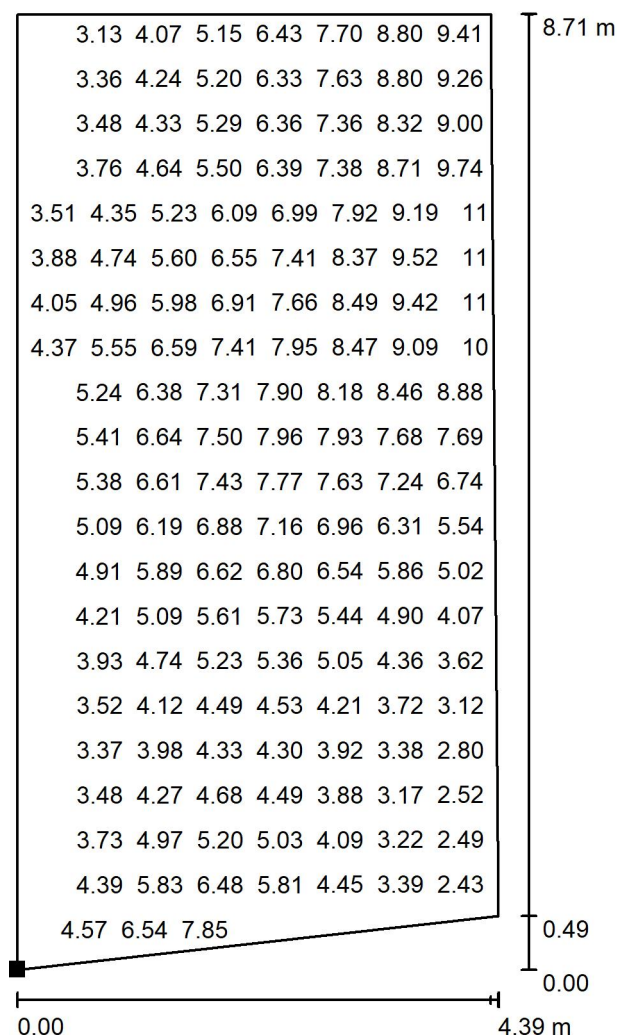 3.13 4.07 5.15 6.43 7.70 8.80 9.41
8.71 m
3.36 4.24 5.20 6.33 7.63 8.80 9.26
3.48 4.33 5.29 6.36 7.36 8.32 9.00
3.76 4.64 5.50 6.39 7.38 8.71 9.74
3.51 4.35 5.23 6.09 6.99 7.92 9.19 11
3.88 4.74 5.60 6.55 7.41 8.37 9.52 11
4.05 4.96 5.98 6.91 7.66 8.49 9.42 11
4.37 5.55 6.59 7.41 7.95 8.47 9.09 10
5.24 6.38 7.31 7.90 8.18 8.46 8.88
5.41 6.64 7.50 7.96 7.93 7.68 7.69
5.38 6.61 7.43 7.77 7.63 7.24 6.74
5.09 6.19 6.88 7.16 6.96 6.31 5.54
4.91 5.89 6.62 6.80 6.54 5.86 5.02
4.21 5.09 5.61 5.73 5.44 4.90 4.07
3.93 4.74 5.23 5.36 5.05 4.36 3.62
3.52 4.12 4.49 4.53 4.21 3.72 3.12
3.37 3.98 4.33 4.30 3.92 3.38 2.80
3.48 4.27 4.68 4.49 3.88 3.17 2.52
3.73 4.97 5.20 5.03 4.09 3.22 2.49
4.39 5.83 6.48 5.81 4.45 3.39 2.43
4.57 6.54 7.85
0.49
0.00
0.00
4.39 m